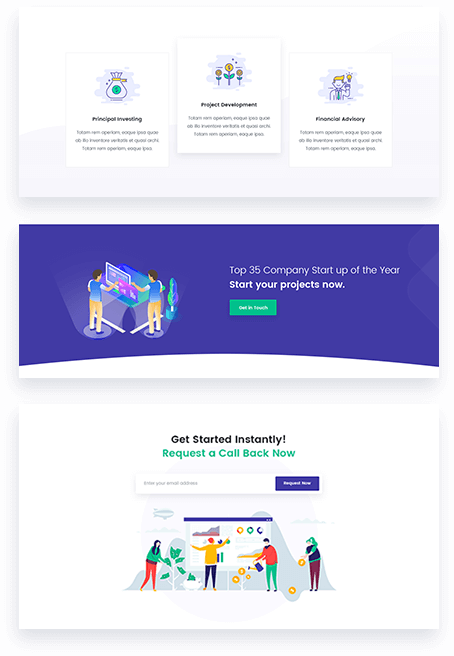 Principal Investing
Totam rem aperiam, eaque ipsa quae
ab illo inventore veritatis et quasi archi.
Totam rem aperiam, eaque ipsa.
Project Development
Totam rem aperiam, eaque ipsa quae
ab illo inventore veritatis et quasi archi.
Totam rem aperiam, eaque ipsa.
Financial Advisory
Totam rem aperiam, eaque ipsa quae
ab illo inventore veritatis et quasi archi.
Totam rem aperiam, eaque ipsa.
Top 35 Company Start up of the Year
Start your projects now.
Get in Touch
Get Started Instantly!
Request a Call Back Now
Enter your email address
Request Now